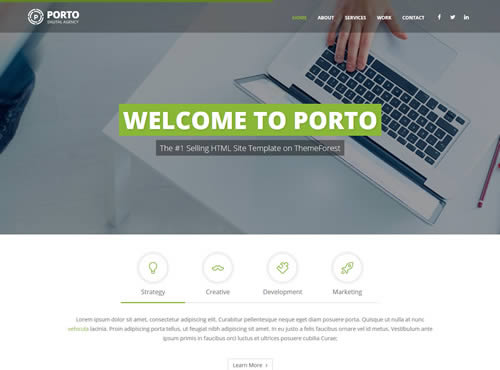 PORTO
DIGITAL AGENCY
HOME ABOUT SERVICES WORK CONTACT
WELCOME TO PORTO
The #1 Selling HTML Site Template on ThemeForest
Strategy Creative Development Marketing
Lorem ipsum dolor sit amet, consectetur adipiscing elit. Curabitur pellentesque neque eget diam posuere porta. Quisque ut nulla at nunc
vehicula lacinia. Proin adipiscing porta tellus, ut feugiat nibh adipiscing sit amet. In eu justo a felis faucibus ornare vel id metus. Vestibulum ante
ipsum primis in faucibus orci luctus et ultrices posuere cubilia Curae;
Learn More